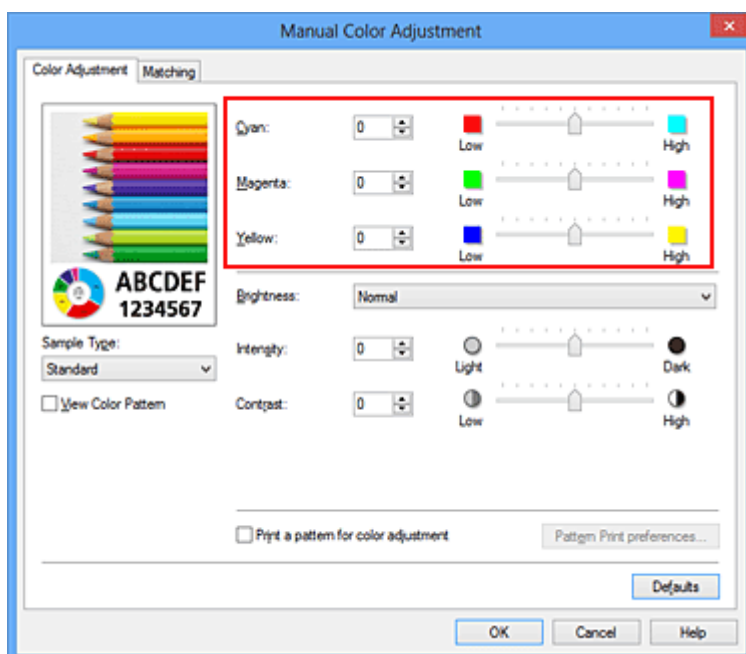 Manual Color Adjustment
Color Adjustment Matching
Cyan: 0 Low High
Magenta: 0 Low High
Yellow: 0 Low High
ABCDEF
1234567
Brightness: Normal
Sample Type:
Standard
Intensity: 0 Light Dark
View Color Pattern
Contrast: 0 Low High
Print a pattern for color adjustment Pattern Print preferences...
Defaults
OK Cancel Help